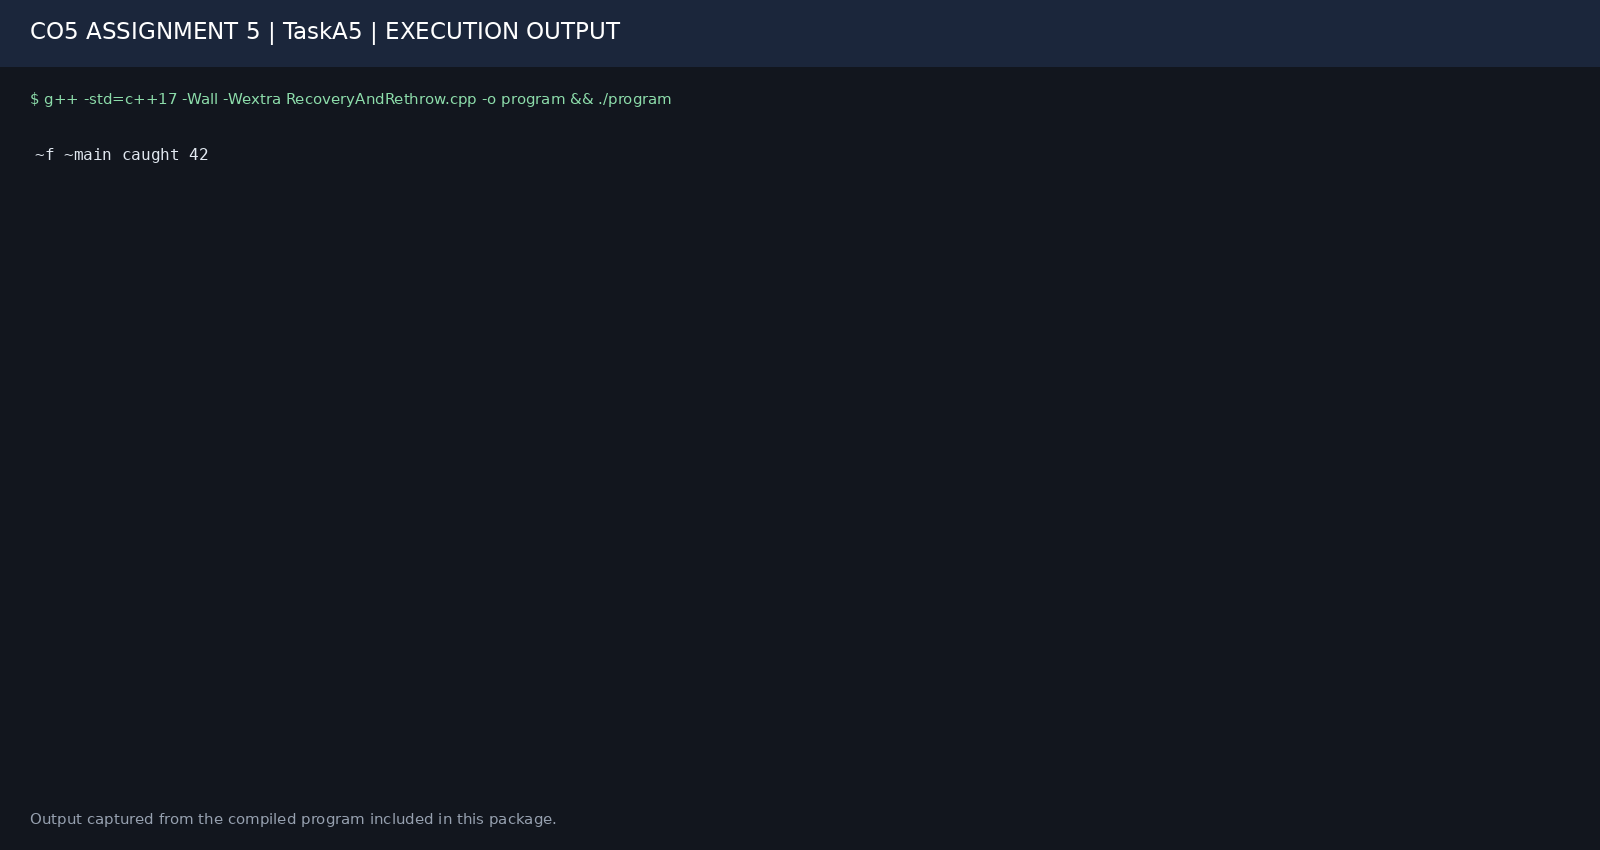 CO5 ASSIGNMENT 5 | TaskA5 | EXECUTION OUTPUT
$ g++ -std=c++17 -Wall -Wextra RecoveryAndRethrow.cpp -o program && ./program
~f ~main caught 42
Output captured from the compiled program included in this package.